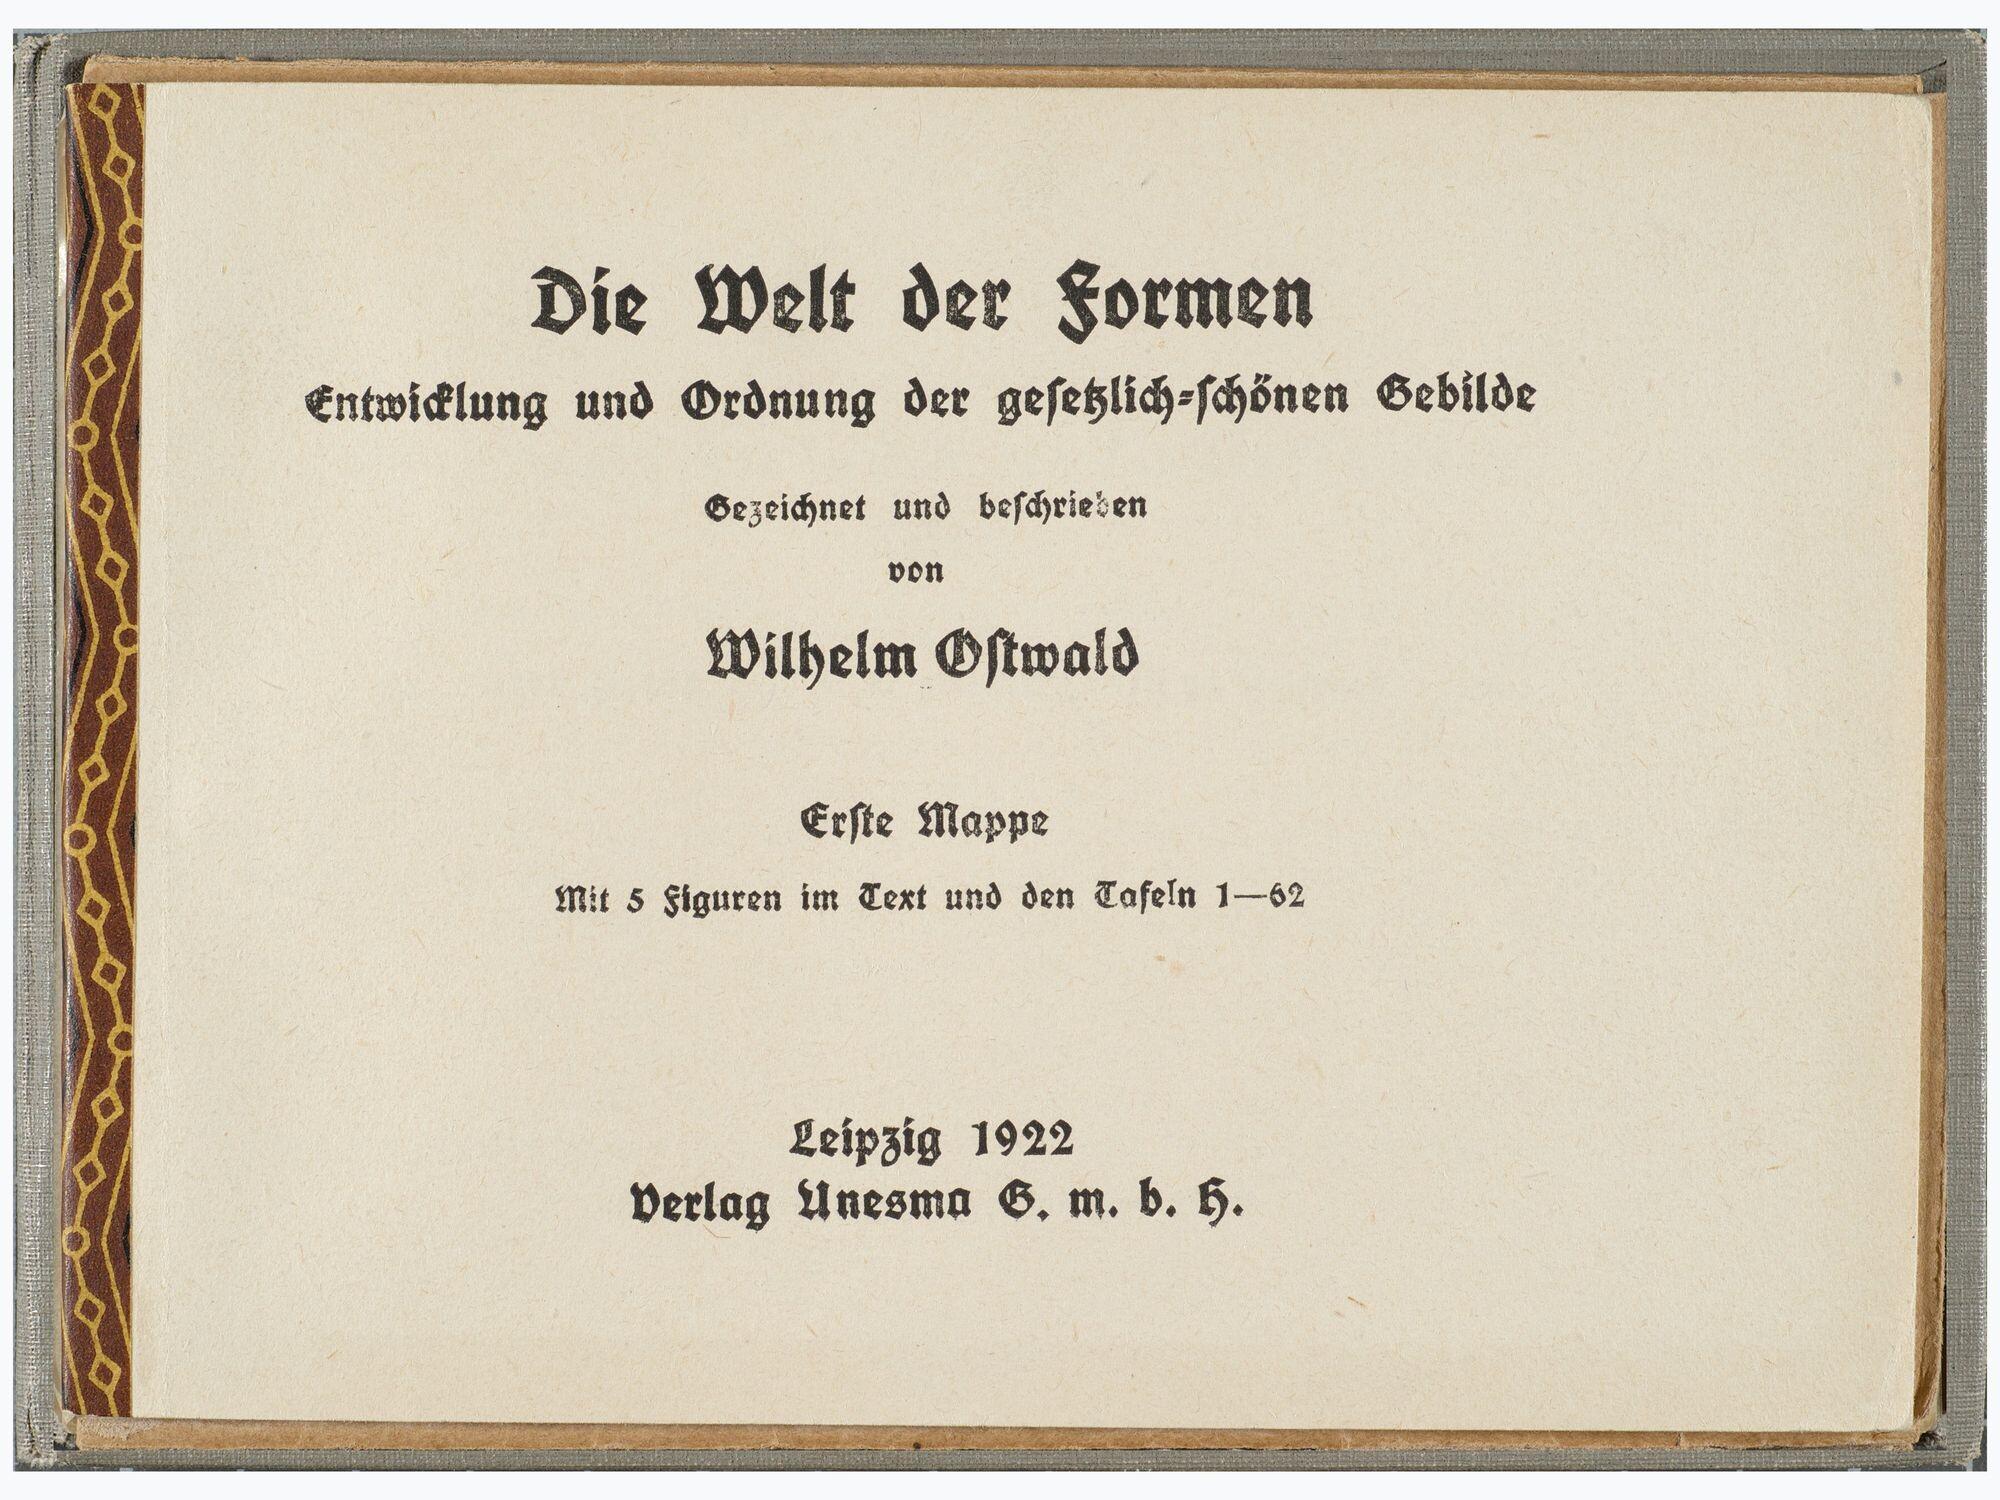 Die Welt der Formen
Entwicklung und Ordnung der geſetzlich-ſchönen Gebilde
Gezeichnet und beſchrieben
von
Wilhelm Oſtwald
Erſte Mappe
Mit 5 Figuren im Text und den Tafeln 1—62
Leipzig 1922
Verlag Unesma G. m. b. H.